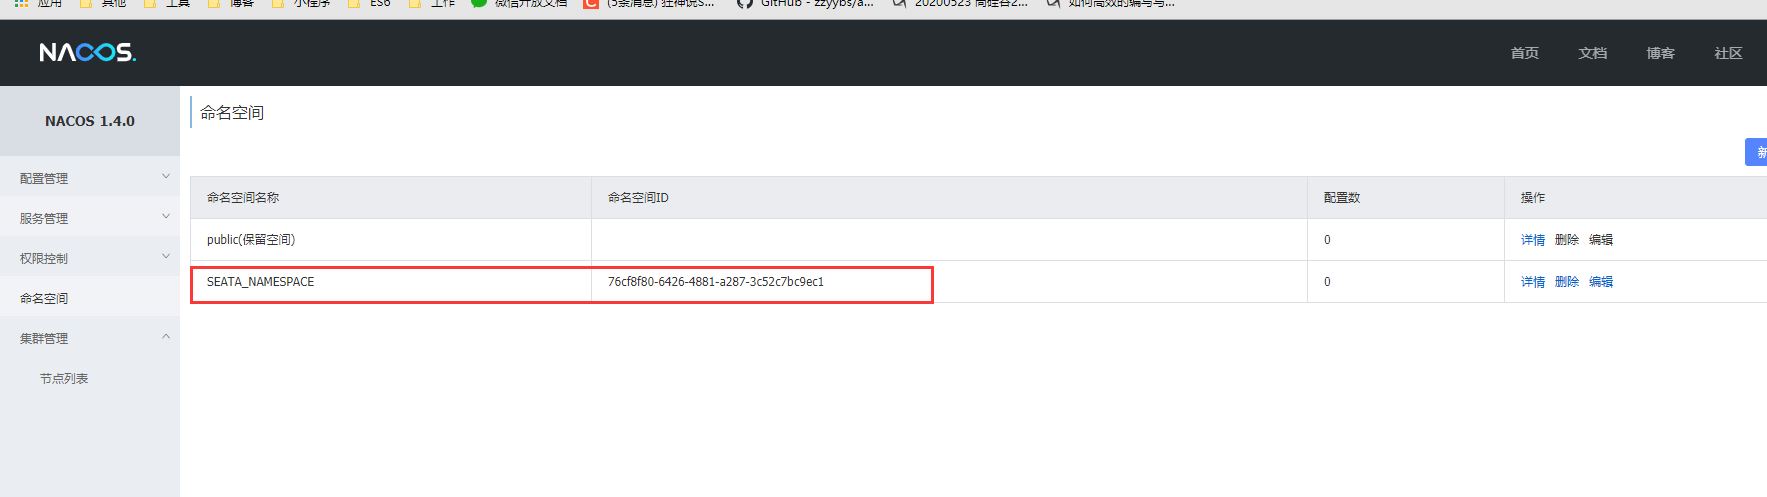 应用 其他 工具 博客 小程序 ES6 工作 微信开放文档 (5条消息) 狂神说S... GitHub - zzyybs/a... 20200523 尚硅谷2... 如何高效的编写与...
NACOS. 首页 文档 博客 社区
NACOS 1.4.0
配置管理
服务管理
权限控制
命名空间
集群管理
节点列表
命名空间
新
命名空间名称 命名空间ID 配置数 操作
public(保留空间) 0 详情 删除 编辑
SEATA_NAMESPACE 76cf8f80-6426-4881-a287-3c52c7bc9ec1 0 详情 删除 编辑